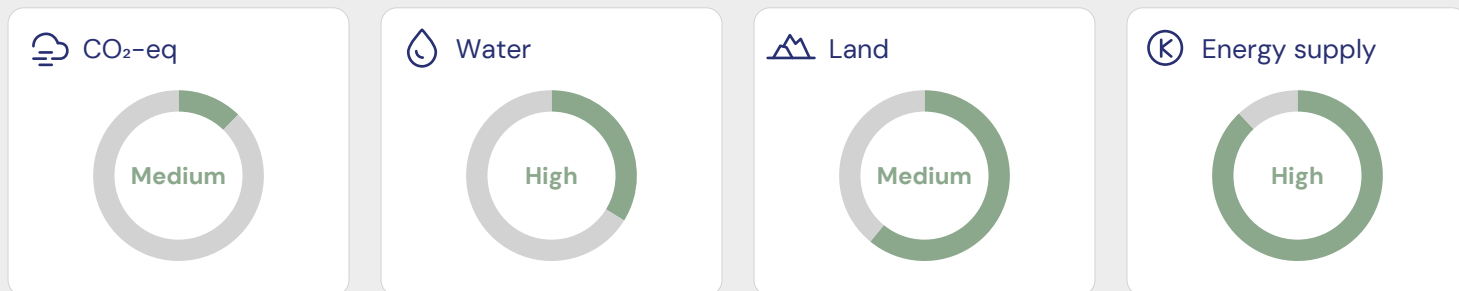 CO₂-eq
Medium
Water
High
Land
Medium
Energy supply
High